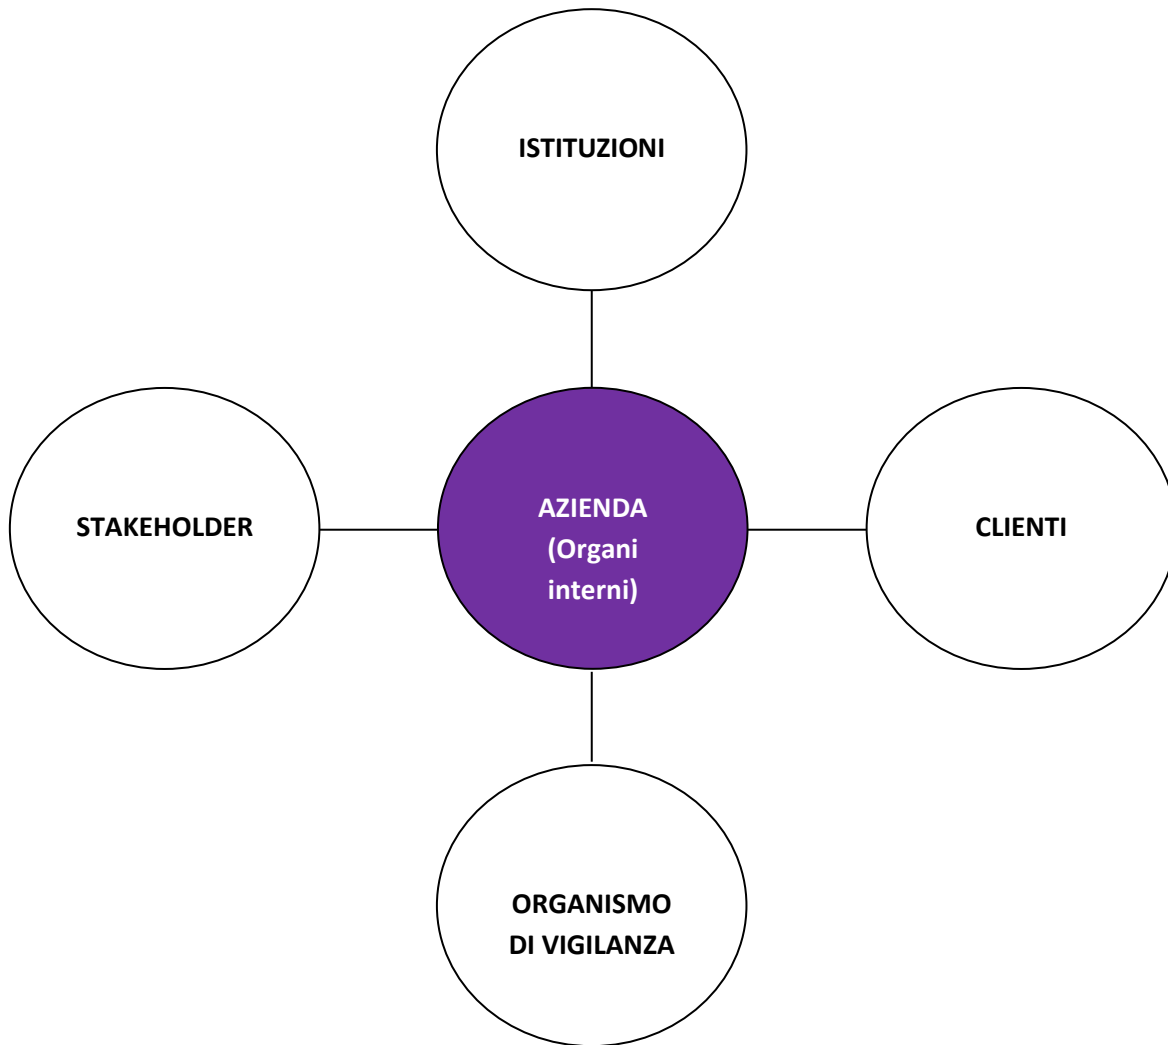 ISTITUZIONI
STAKEHOLDER
AZIENDA
(Organi
interni)
CLIENTI
ORGANISMO
DI VIGILANZA